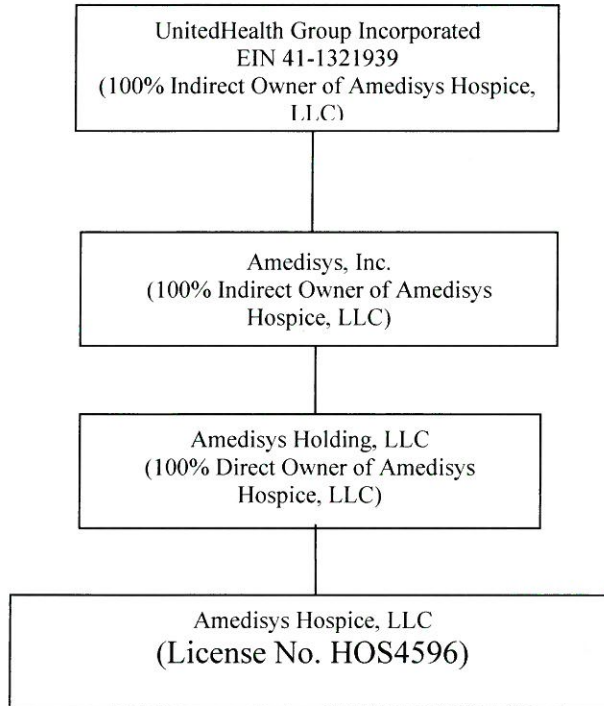 UnitedHealth Group Incorporated
EIN 41-1321939
(100% Indirect Owner of Amedisys Hospice,
LLC)
Amedisys, Inc.
(100% Indirect Owner of Amedisys
Hospice, LLC)
Amedisys Holding, LLC
(100% Direct Owner of Amedisys
Hospice, LLC)
Amedisys Hospice, LLC
(License No. HOS4596)